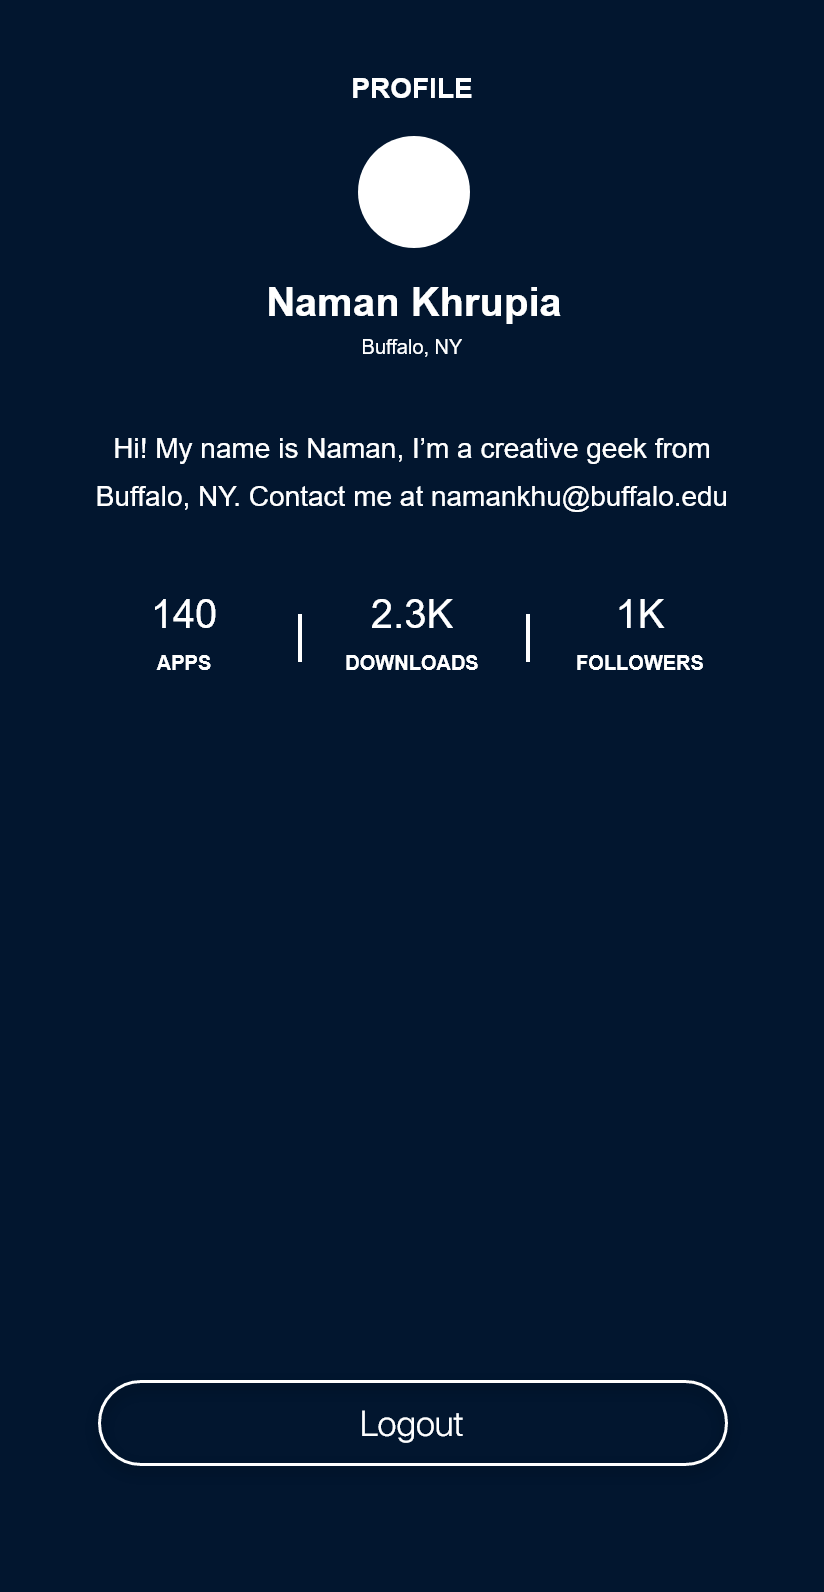 PROFILE
Naman Khrupia
Buffalo, NY
Hi! My name is Naman, I’m a creative geek from
Buffalo, NY. Contact me at namankhu@buffalo.edu
140
2.3K
1K
APPS
DOWNLOADS
FOLLOWERS
Logout